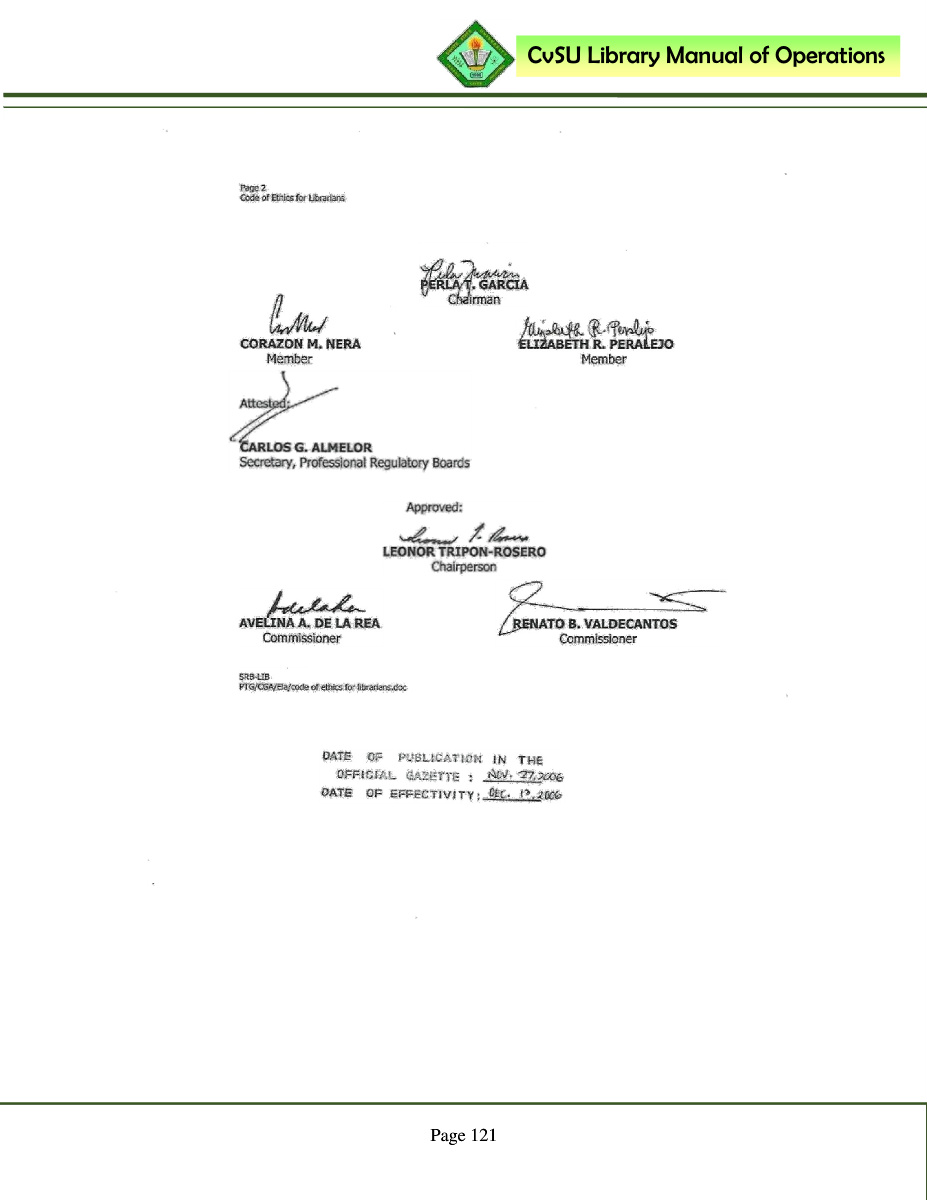 CvSU Library Manual of Operations
Page 2
Code of Ethics for Librarians
PERLA T. GARCIA
Chairman
CORAZON M. NERA
Member
Elizabeth R. Peralejo
ELIZABETH R. PERALEJO
Member
Attested:
CARLOS G. ALMELOR
Secretary, Professional Regulatory Boards
Approved:
LEONOR TRIPON-ROSERO
Chairperson
AVELINA A. DE LA REA
Commissioner
RENATO B. VALDECANTOS
Commissioner
SRB-LIB
PTG/CGA/Ela/code of ethics for librarians.doc
DATE OF PUBLICATION IN THE
OFFICIAL GAZETTE : NOV. 27, 2006
DATE OF EFFECTIVITY: DEC. 13, 2006
Page 121